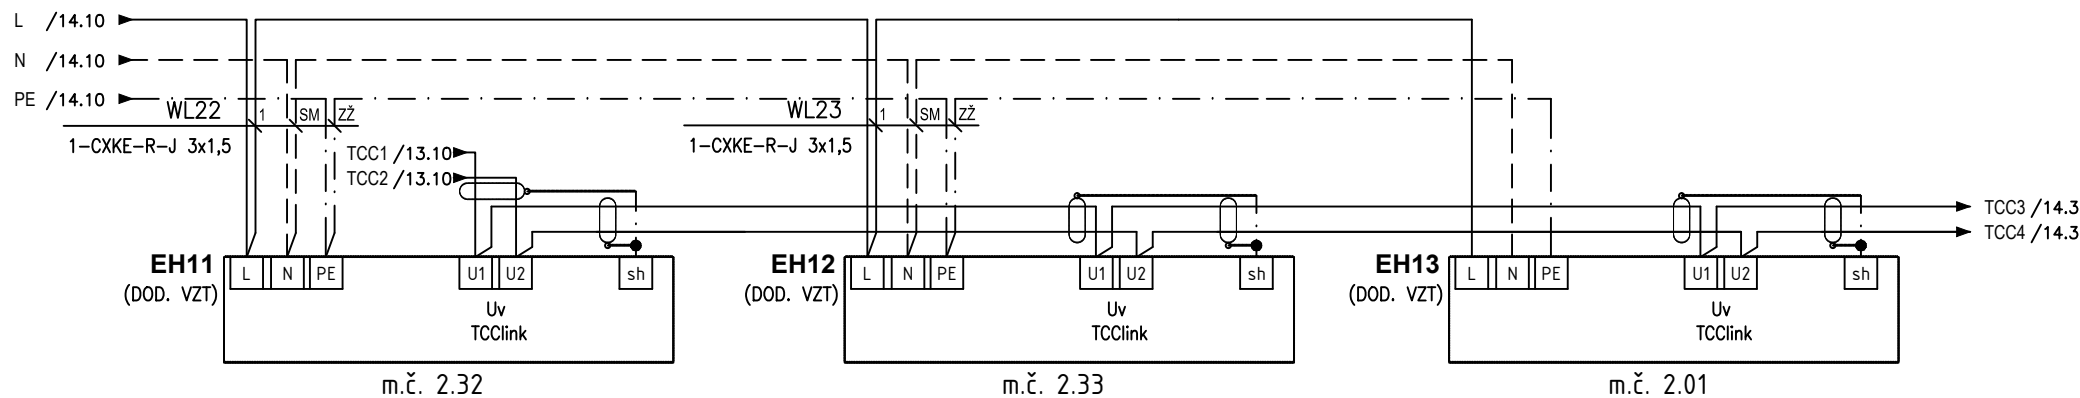 L /14.10
N /14.10
PE /14.10
WL22 1 SM ZŽ
WL23 1 SM ZŽ
1-CXKE-R-J 3x1,5
1-CXKE-R-J 3x1,5
TCC1 /13.10
TCC2 /13.10
TCC3 /14.3
TCC4 /14.3
EH11 L N PE U1 U2 sh
(DOD. VZT)
Uv
TCClink
m.č. 2.32
EH12 L N PE U1 U2 sh
(DOD. VZT)
Uv
TCClink
m.č. 2.33
EH13 L N PE U1 U2 sh
(DOD. VZT)
Uv
TCClink
m.č. 2.01